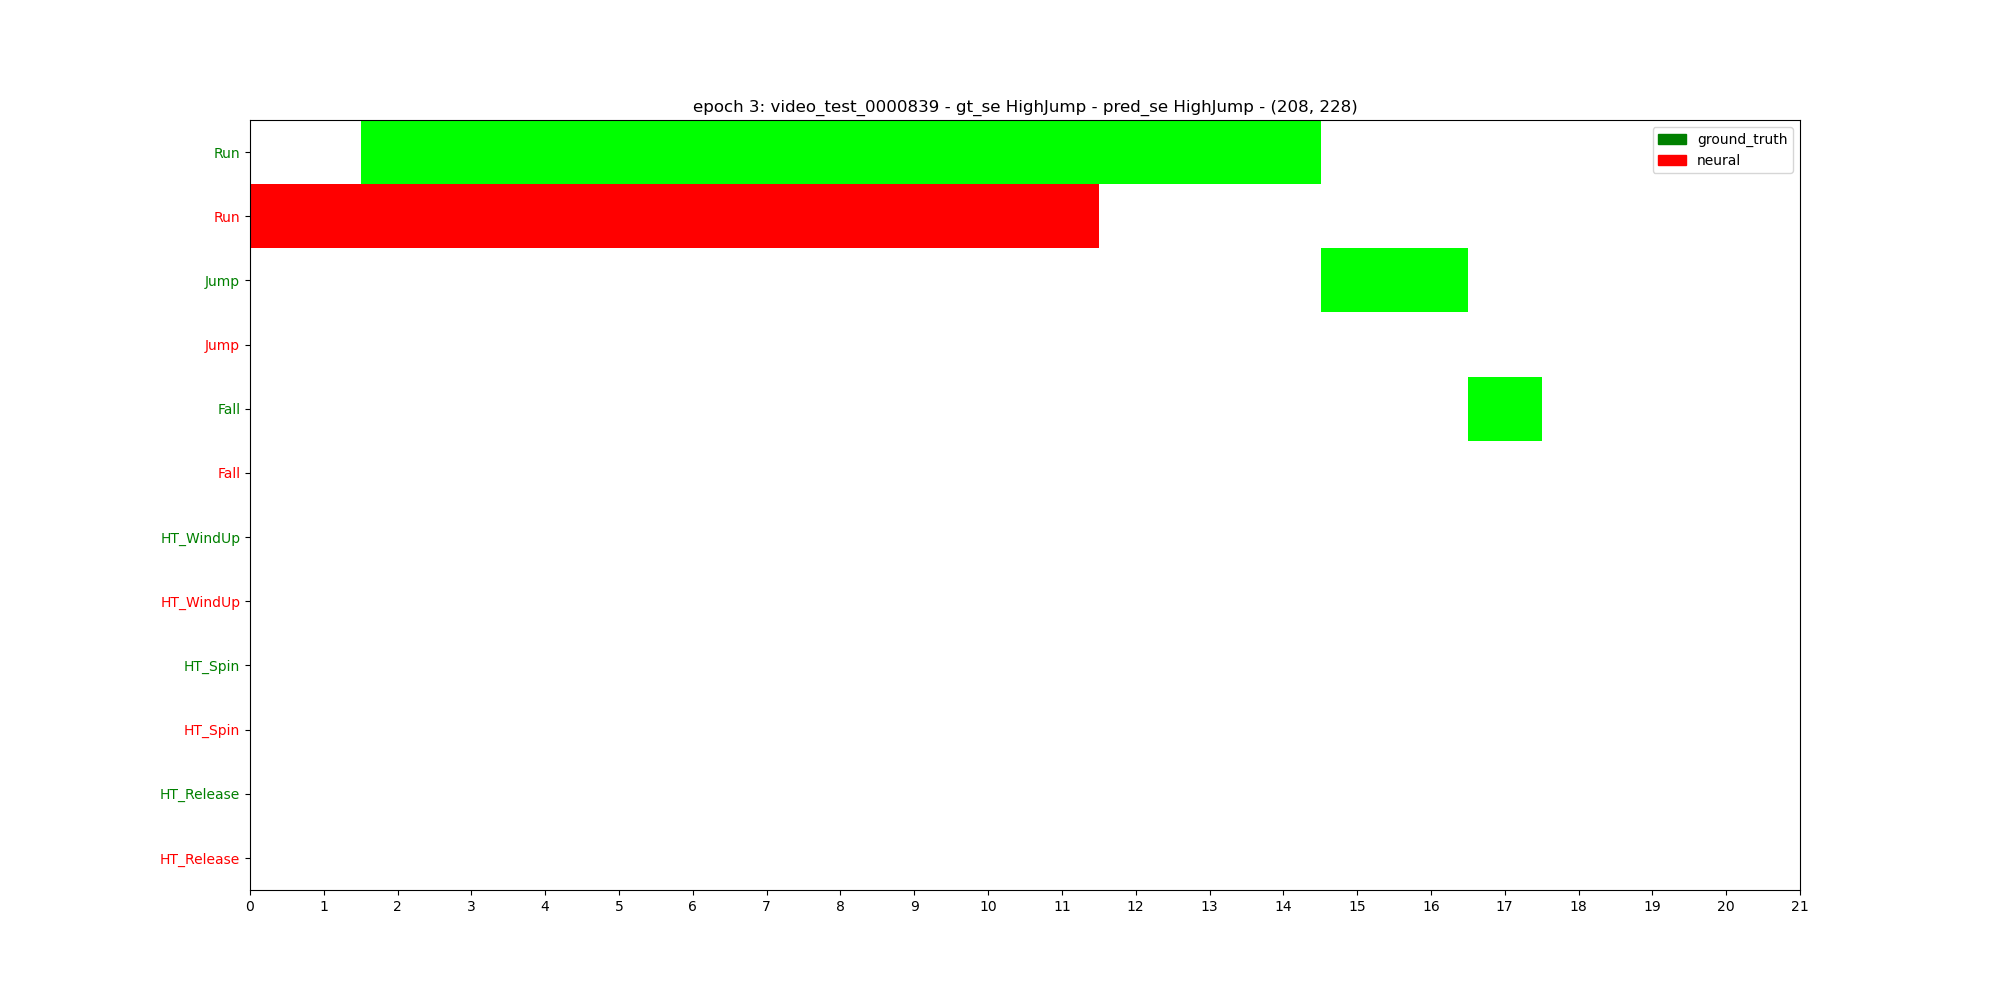 epoch 3: video_test_0000839 - gt_se HighJump - pred_se HighJump - (208, 228)
ground_truth
neural
Run
Run
Jump
Jump
Fall
Fall
HT_WindUp
HT_WindUp
HT_Spin
HT_Spin
HT_Release
HT_Release
0 1 2 3 4 5 6 7 8 9 10 11 12 13 14 15 16 17 18 19 20 21